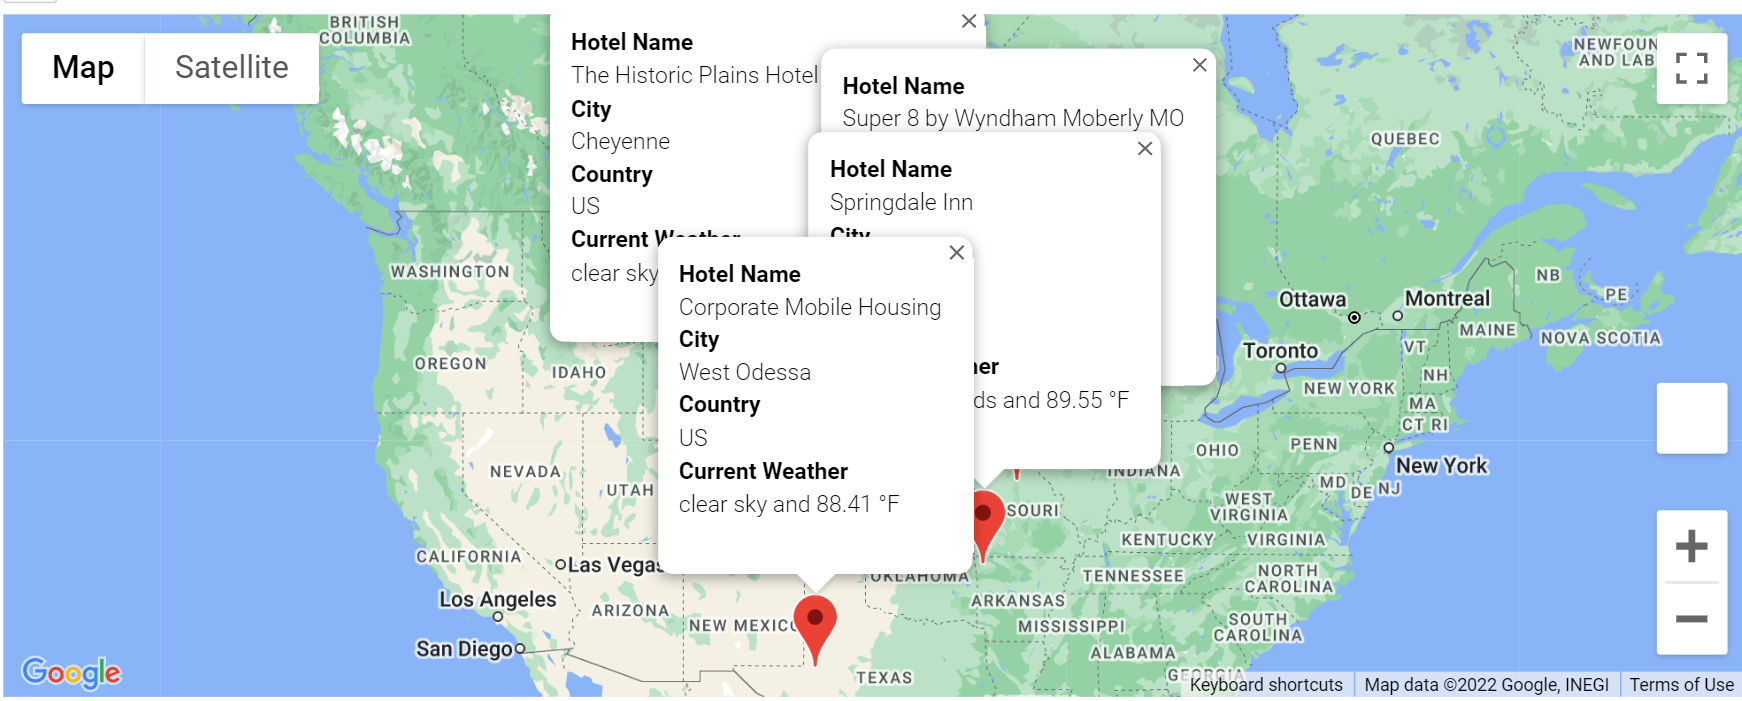 Map
Satellite
BRITISH
COLUMBIA
Hotel Name
The Historic Plains Hotel
City
Cheyenne
Country
US
Current Weather
clear sky
Hotel Name
Super 8 by Wyndham Moberly MO
Hotel Name
Springdale Inn
City
ds and 89.55 °F
Hotel Name
Corporate Mobile Housing
City
West Odessa
Country
US
Current Weather
clear sky and 88.41 °F
NEWFOUN
AND LAB
QUEBEC
WASHINGTON
OREGON
IDAHO
NEVADA
UTAH
CALIFORNIA
Las Vegas
Los Angeles
San Diego
ARIZONA
NEW MEXICO
TEXAS
OKLAHOMA
ARKANSAS
MISSISSIPPI
ALABAMA
GEORGIA
TENNESSEE
KENTUCKY
SOURI
INDIANA
OHIO
WEST
VIRGINIA
VIRGINIA
NORTH
CAROLINA
SOUTH
CAROLINA
PENN
MD
DE
NJ
New York
NEW YORK
CT RI
MA
NH
VT
MAINE
Ottawa
Montreal
Toronto
NB
PE
NOVA SCOTIA
Google
Keyboard shortcuts
Map data ©2022 Google, INEGI
Terms of Use